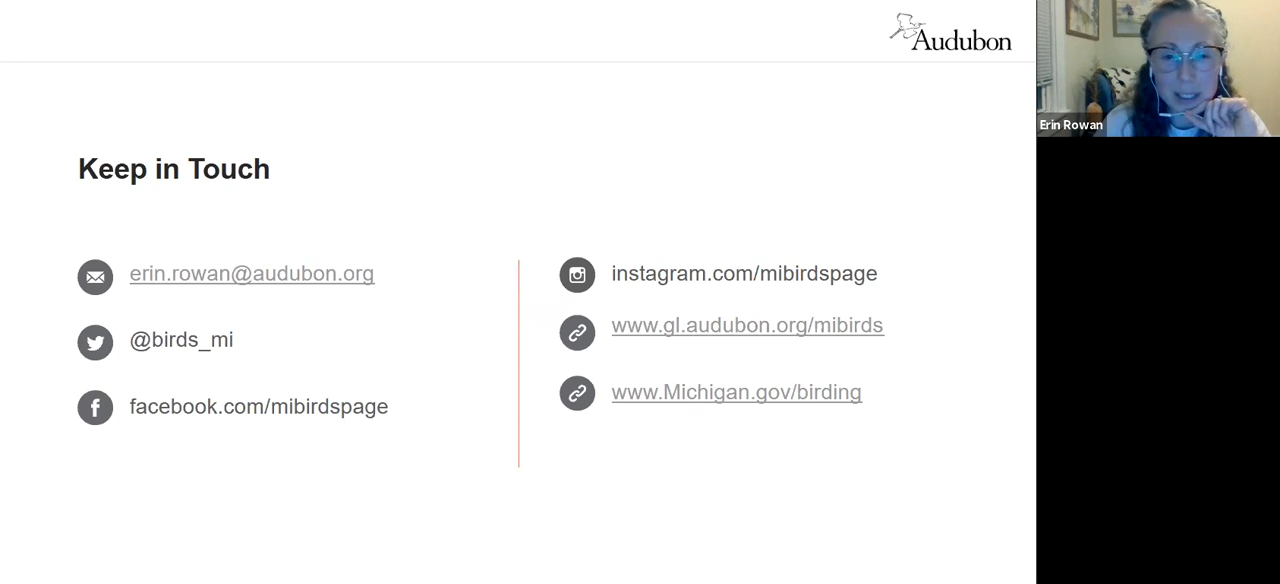 Audubon
Erin Rowan
Keep in Touch
erin.rowan@audubon.org
@birds_mi
facebook.com/mibirdspage
instagram.com/mibirdspage
www.gl.audubon.org/mibirds
www.Michigan.gov/birding